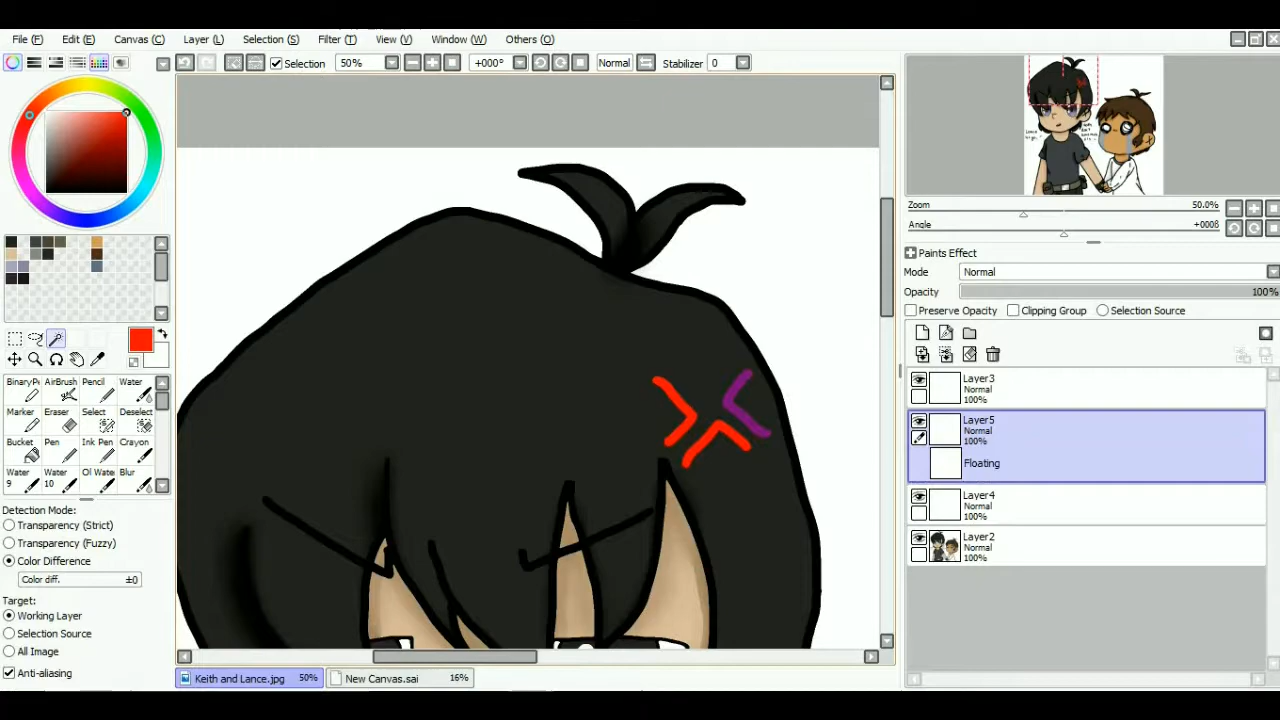 File (F) Edit (E) Canvas (C) Layer (L) Selection (S) Filter (T) View (V) Window (W) Others (O)
Selection 50% +000° Normal Stabilizer 0
Zoom 50.0%
Angle +0008
Paints Effect
Mode Normal
Opacity 100%
Preserve Opacity Clipping Group Selection Source
Layer3
Normal
100%
Layer5
Normal
100%
Floating
Layer4
Normal
100%
Layer2
Normal
100%
BinaryPe AirBrush Pencil Water
Marker Eraser Select Deselect
Bucket Pen Ink Pen Crayon
Water 9 Water 10 Ol Water Blur
Detection Mode:
Transparency (Strict)
Transparency (Fuzzy)
Color Difference
Color diff. ±0
Target:
Working Layer
Selection Source
All Image
Anti-aliasing
Keith and Lance.jpg 50% New Canvas.sai 16%